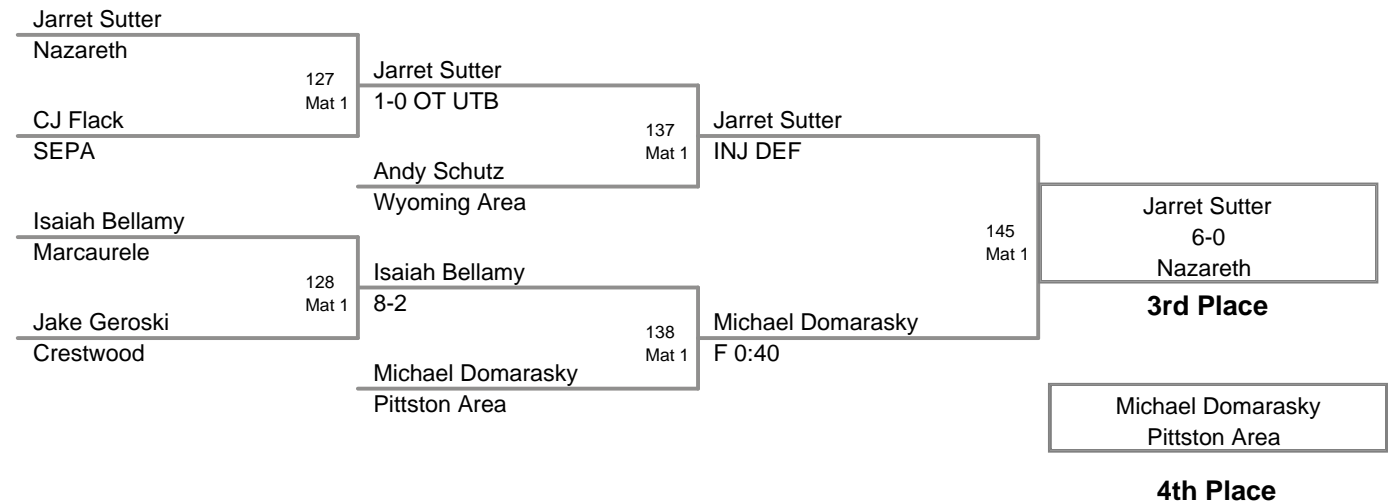 Jarret Sutter
Nazareth
127
Mat 1
CJ Flack
SEPA
Isaiah Bellamy
Marcaurele
128
Mat 1
Jake Geroski
Crestwood
Jarret Sutter
1-0 OT UTB
137
Mat 1
Andy Schutz
Wyoming Area
Isaiah Bellamy
8-2
138
Mat 1
Michael Domarasky
Pittston Area
Jarret Sutter
INJ DEF
145
Mat 1
Michael Domarasky
F 0:40
Jarret Sutter
6-0
Nazareth
3rd Place
Michael Domarasky
Pittston Area
4th Place